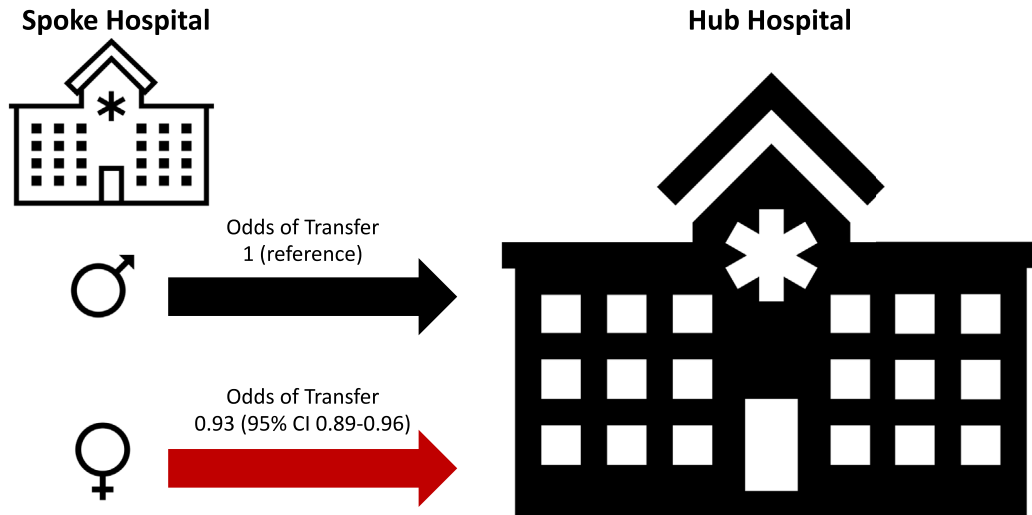 Spoke Hospital
Hub Hospital
Odds of Transfer
1 (reference)
Odds of Transfer
0.93 (95% CI 0.89-0.96)